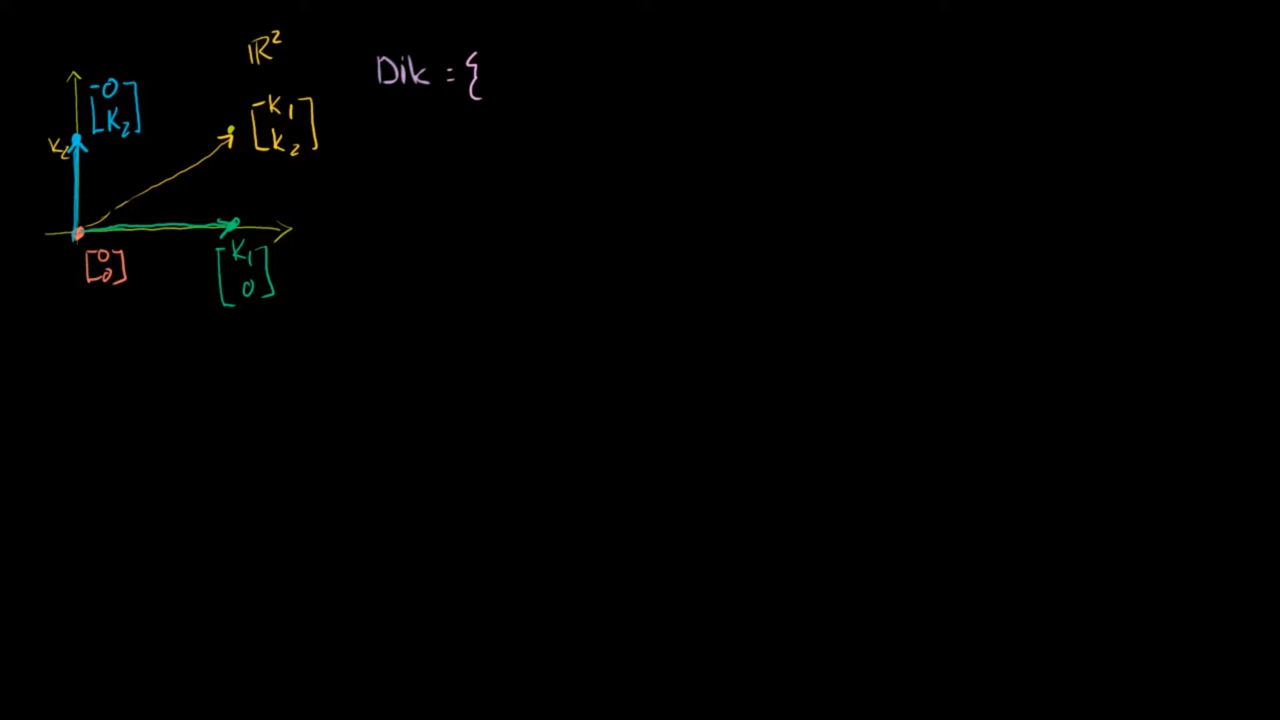 ℝ²
Dik = {
[0
K₂]
[K₁
K₂]
K₂
[0
0]
[K₁
0]